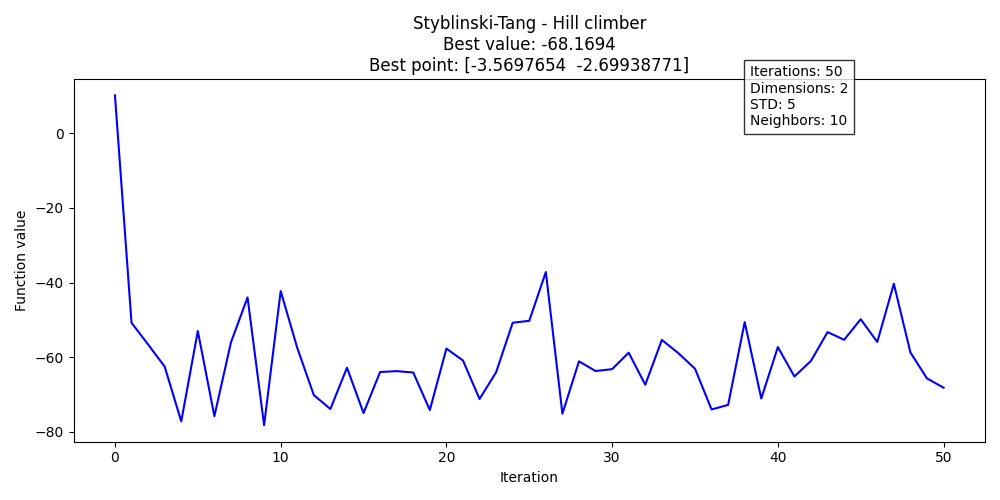 Styblinski-Tang - Hill climber
Best value: -68.1694
Best point: [-3.5697654  -2.69938771]
Iterations: 50
Dimensions: 2
STD: 5
Neighbors: 10
Function value
0
−20
−40
−60
−80
0
10
20
30
40
50
Iteration